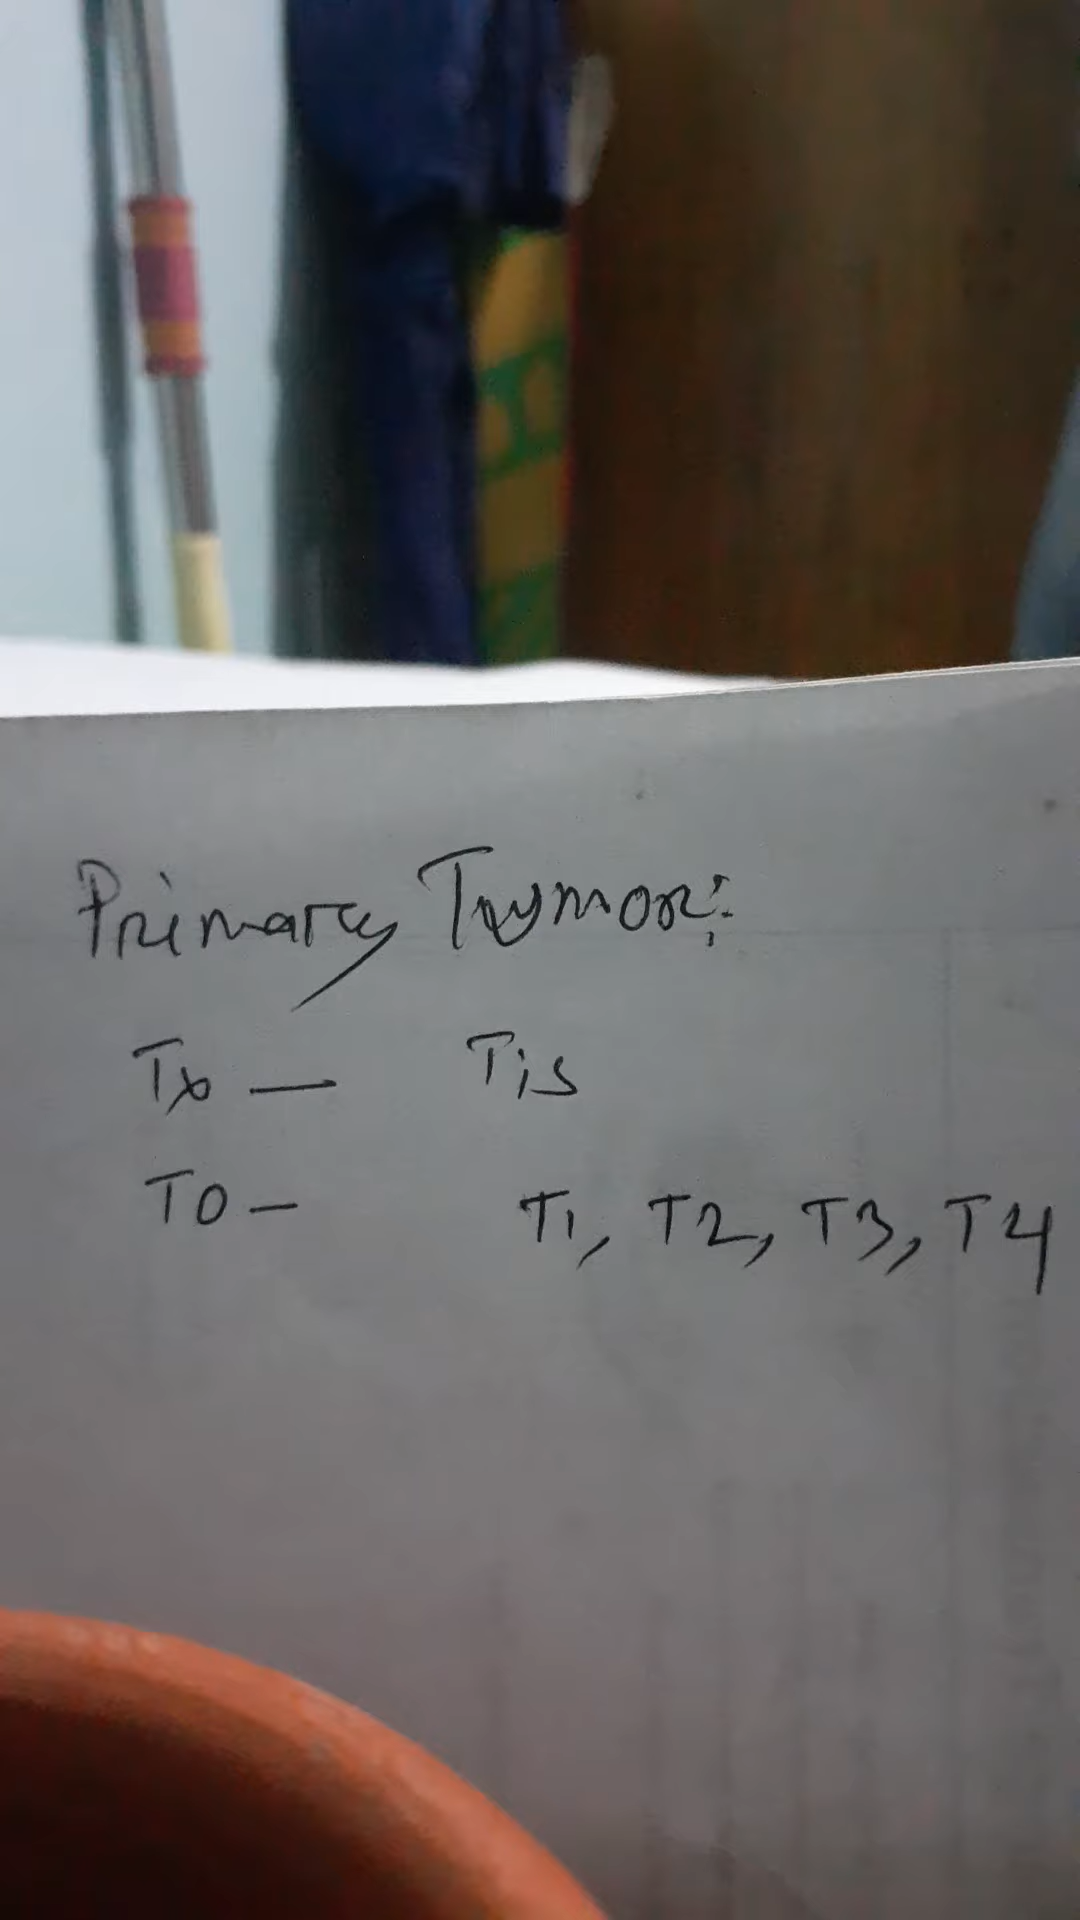 Primary Tumor:
Tx — Tis
T0 - T1, T2, T3, T4